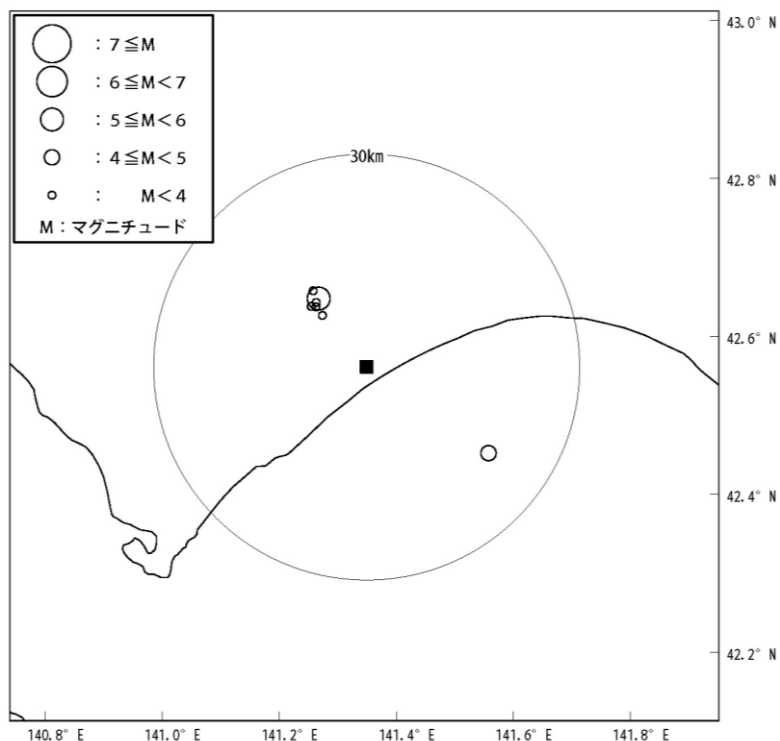 : 7≦M
: 6≦M<7
: 5≦M<6
: 4≦M<5
: M<4
M:マグニチュード
30km
43.0° N
42.8° N
42.6° N
42.4° N
42.2° N
140.8° E 141.0° E 141.2° E 141.4° E 141.6° E 141.8° E